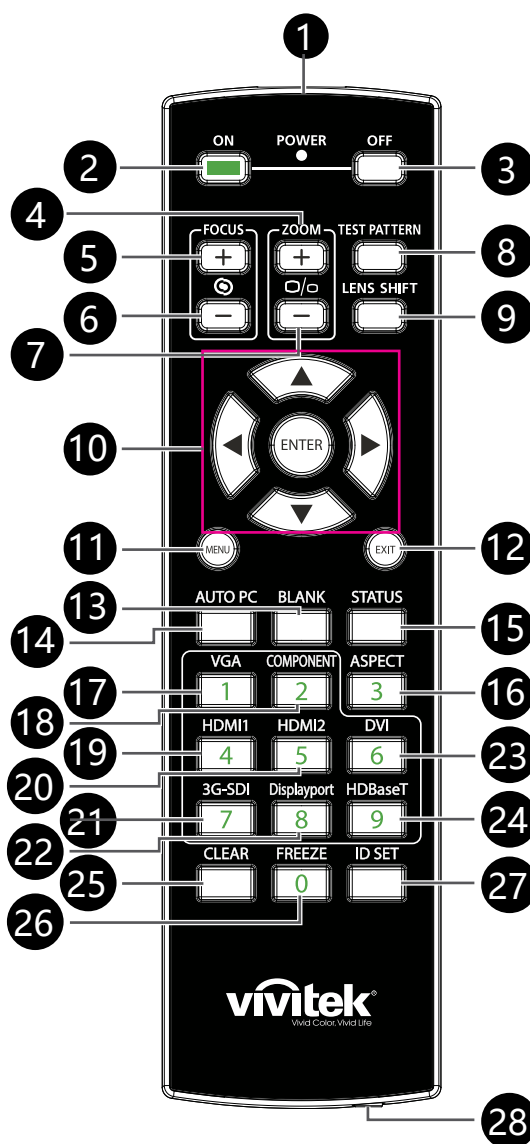 1
ON POWER OFF
2
3
4
FOCUS ZOOM TEST PATTERN
5 + + 8
LENS SHIFT
6 − − 9
7
10 ENTER
11 MENU EXIT 12
13
AUTO PC BLANK STATUS
14 15
VGA COMPONENT ASPECT
17 1 2 3 16
18
HDMI1 HDMI2 DVI
19 4 5 6 23
20
3G-SDI Displayport HDBaseT
21 7 8 9 24
22
CLEAR FREEZE ID SET
25 0 27
26
vivitek®
Vivid Color. Vivid Life
28